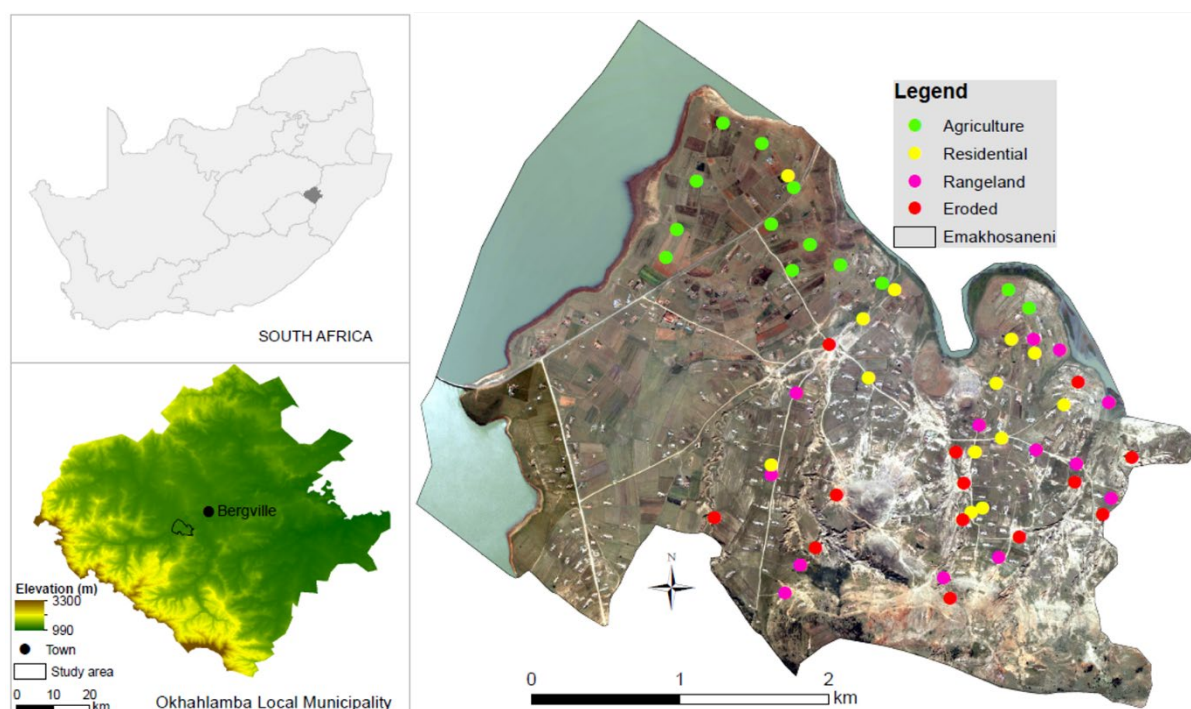 SOUTH AFRICA
Bergville
Elevation (m)
3300
990
Town
Study area
0 10 20
km
Okhahlamba Local Municipality
Legend
Agriculture
Residential
Rangeland
Eroded
Emakhosaneni
N
0 1 2
km